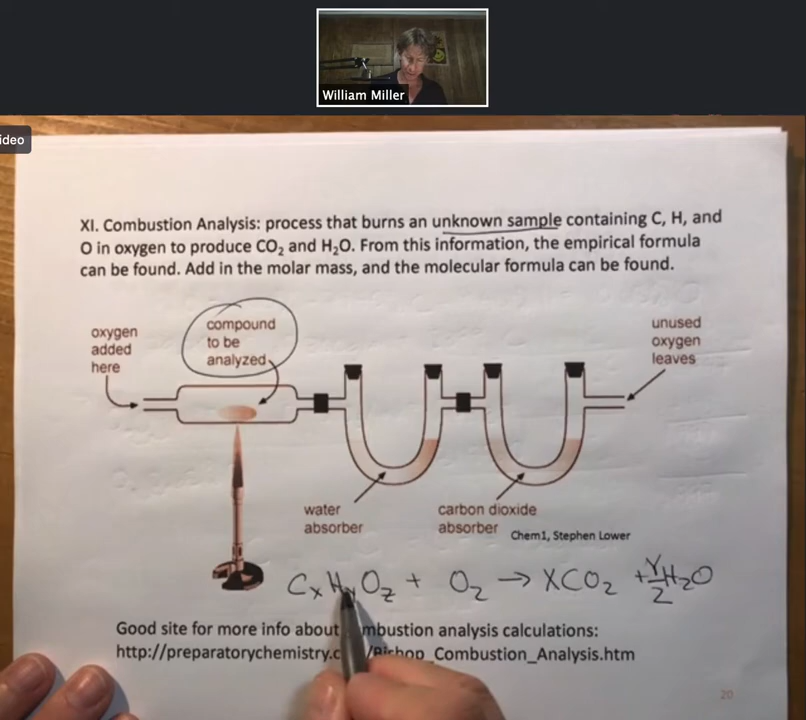 William Miller
ideo
XI. Combustion Analysis: process that burns an unknown sample containing C, H, and
O in oxygen to produce CO₂ and H₂O. From this information, the empirical formula
can be found. Add in the molar mass, and the molecular formula can be found.
oxygen
added
here
compound
to be
analyzed
unused
oxygen
leaves
water
absorber
carbon dioxide
absorber
Chem1, Stephen Lower
CxHyOz + O₂ → XCO₂ + Y/2 H₂O
Good site for more info about combustion analysis calculations:
http://preparatorychemistry.c /Bishop_Combustion_Analysis.htm
20